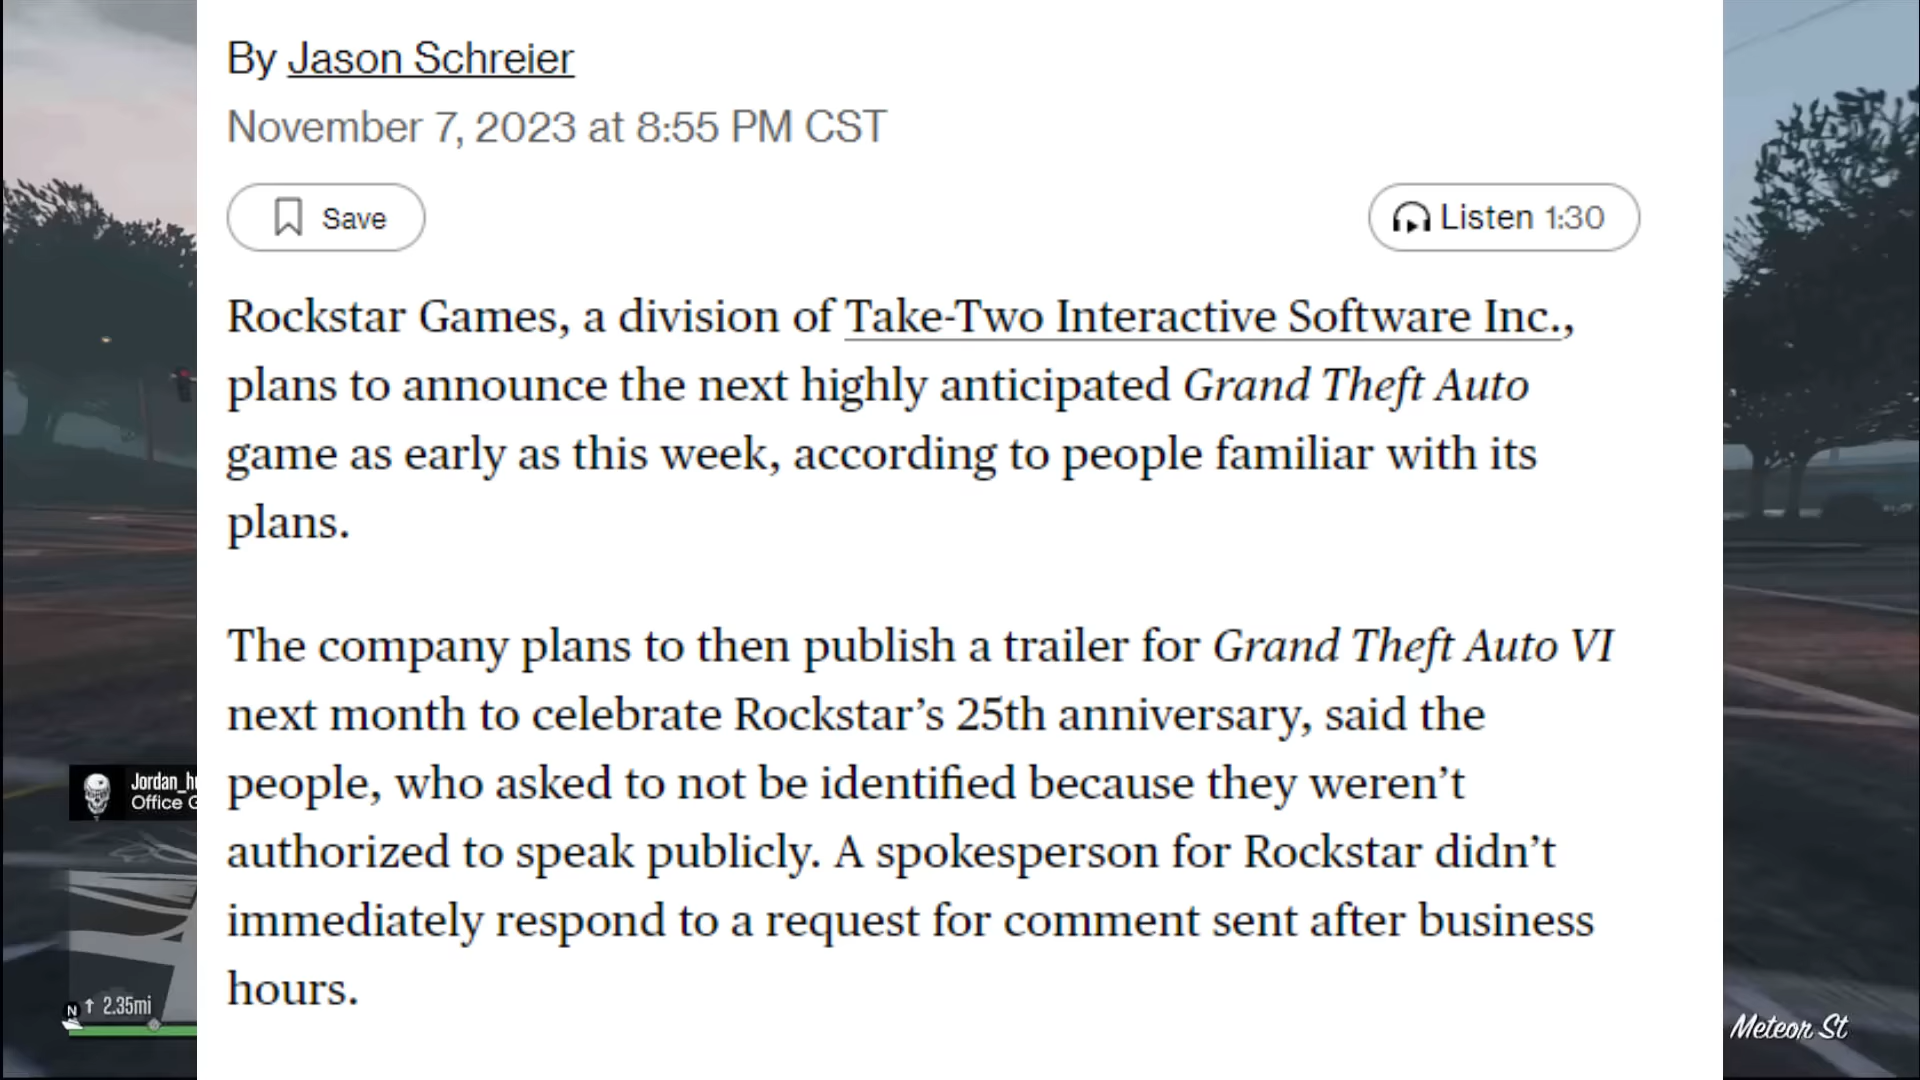 By Jason Schreier
November 7, 2023 at 8:55 PM CST
Save
Listen 1:30
Rockstar Games, a division of Take-Two Interactive Software Inc.,
plans to announce the next highly anticipated Grand Theft Auto
game as early as this week, according to people familiar with its
plans.
The company plans to then publish a trailer for Grand Theft Auto VI
next month to celebrate Rockstar’s 25th anniversary, said the
people, who asked to not be identified because they weren’t
authorized to speak publicly. A spokesperson for Rockstar didn’t
immediately respond to a request for comment sent after business
hours.
Office
N
2.35mi
Meteor St